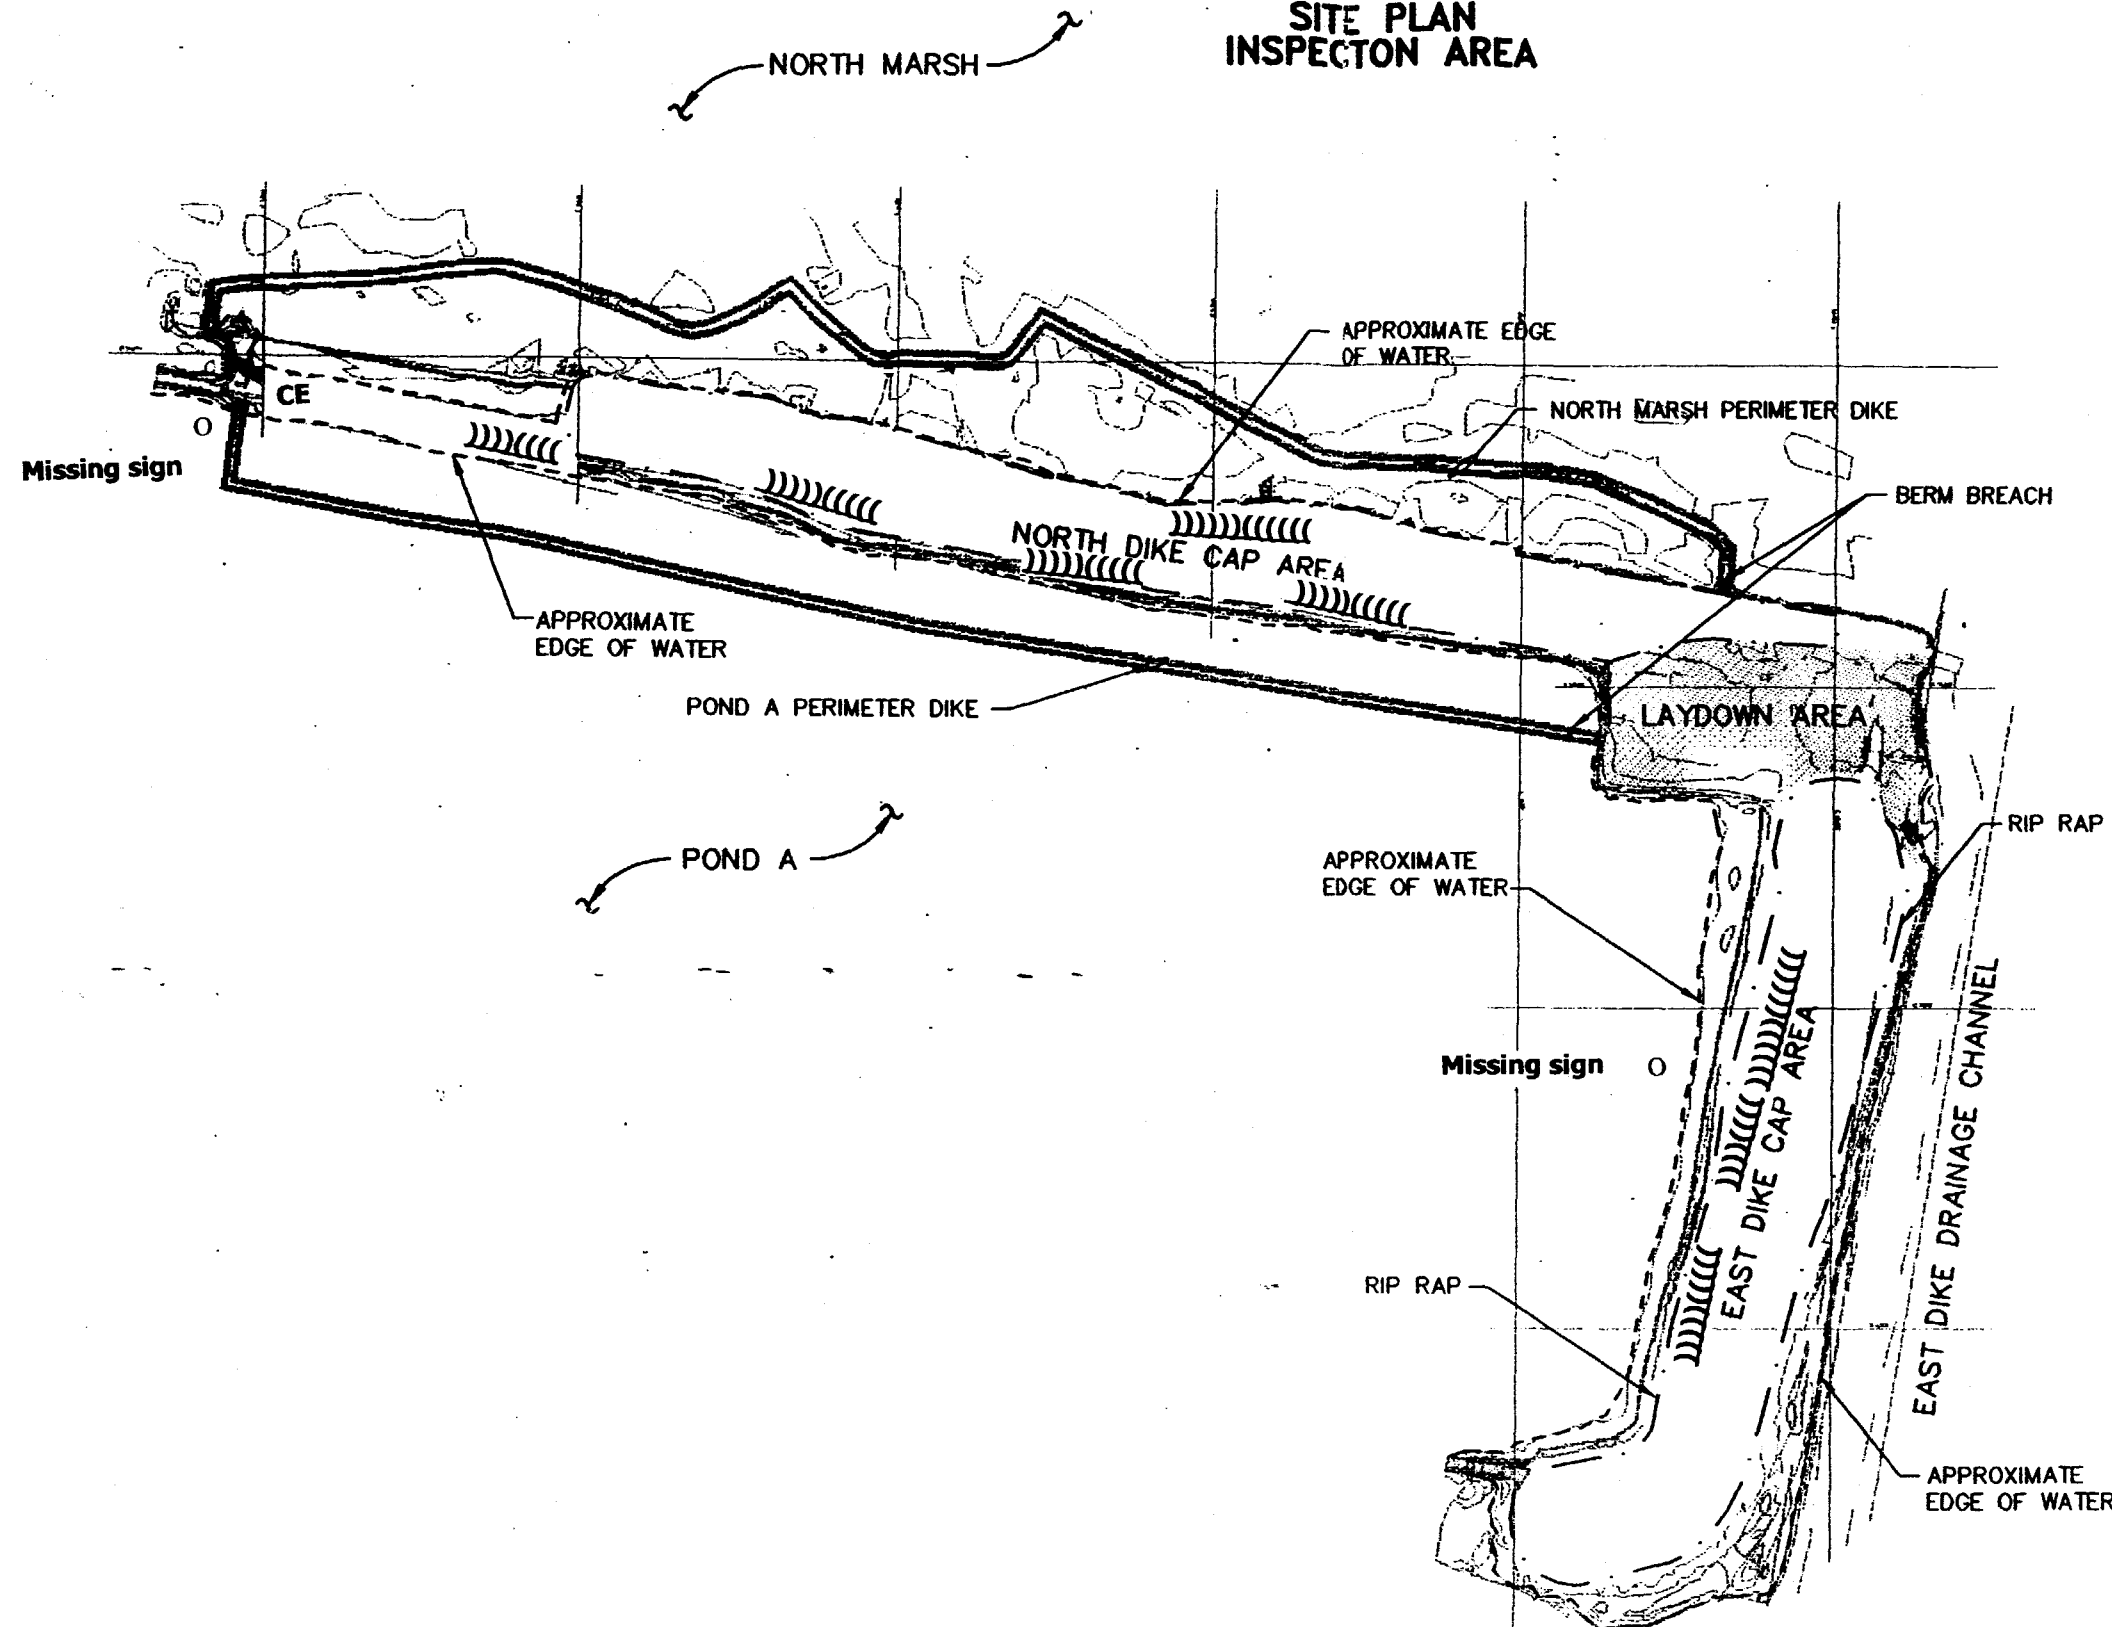 SITE PLAN
INSPECTON AREA
NORTH MARSH
APPROXIMATE EDGE
OF WATER
NORTH MARSH PERIMETER DIKE
CE
O
Missing sign
BERM BREACH
NORTH DIKE CAP AREA
APPROXIMATE
EDGE OF WATER
POND A PERIMETER DIKE
LAYDOWN AREA
RIP RAP
POND A
APPROXIMATE
EDGE OF WATER
Missing sign O
EAST DIKE CAP AREA
EAST DIKE DRAINAGE CHANNEL
RIP RAP
APPROXIMATE
EDGE OF WATER